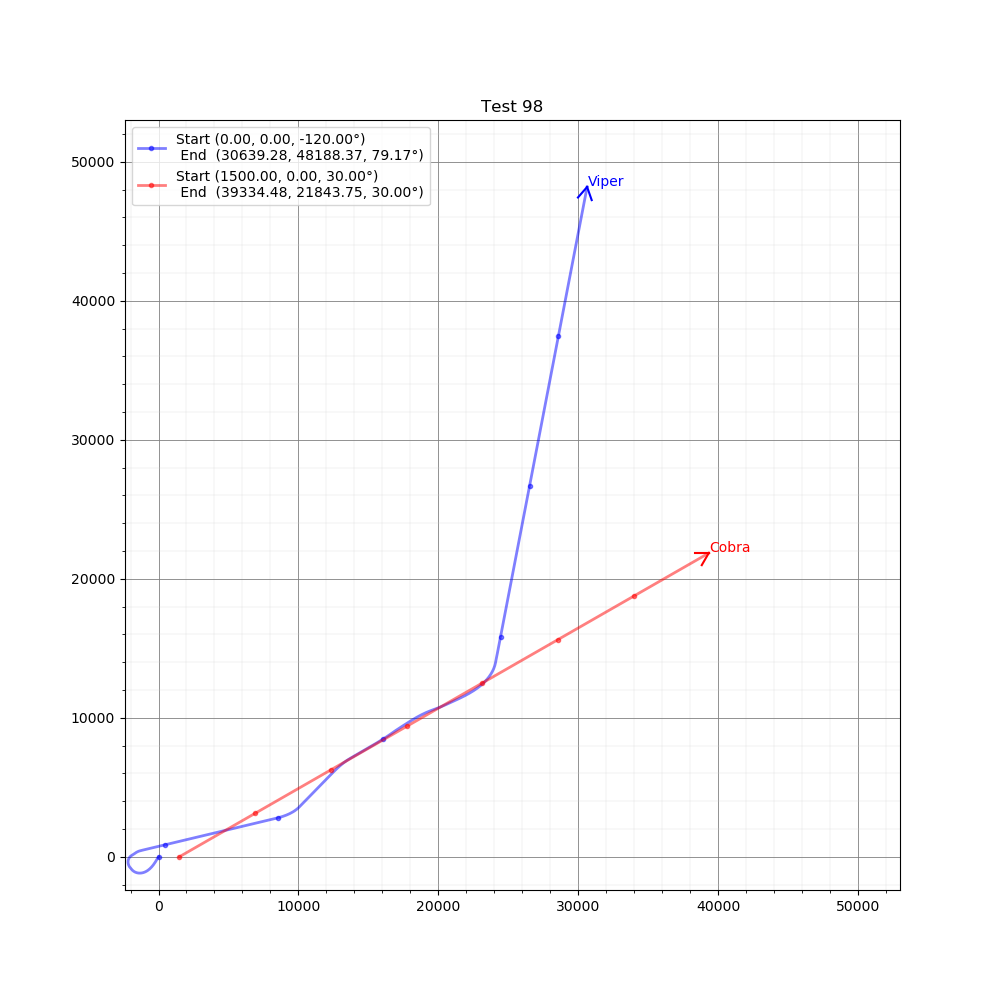 Test 98
Start (0.00, 0.00, -120.00°)
End (30639.28, 48188.37, 79.17°)
Start (1500.00, 0.00, 30.00°)
End (39334.48, 21843.75, 30.00°)
Viper
Cobra
50000
40000
30000
20000
10000
0
0 10000 20000 30000 40000 50000